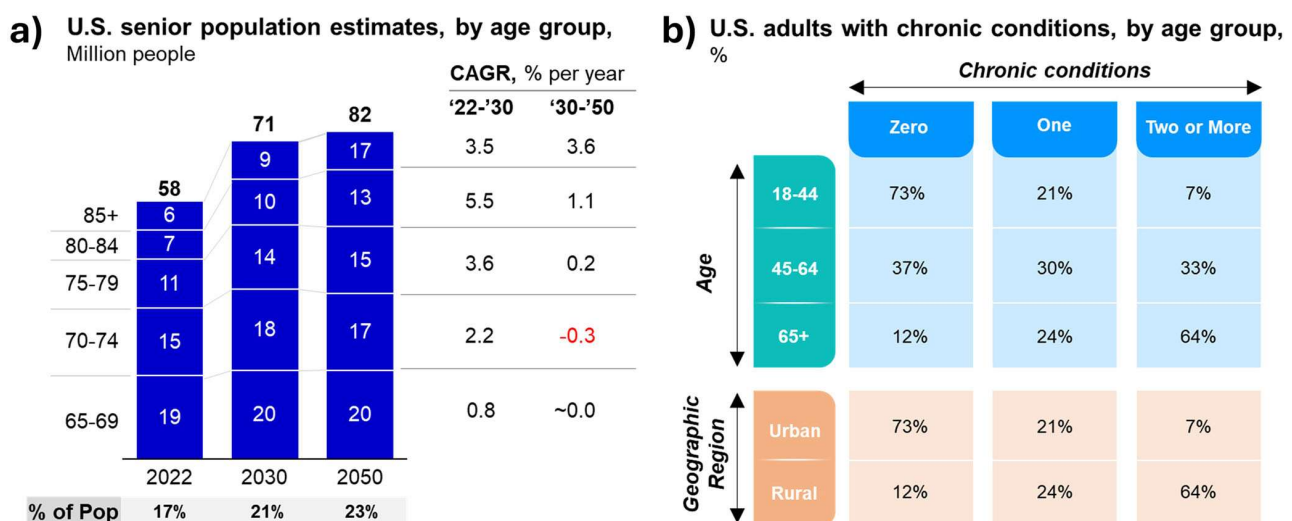 a) U.S. senior population estimates, by age group,
Million people
CAGR, % per year
‘22-’30 ‘30-’50
58 71 82
85+ 6 9 17 3.5 3.6
80-84 7 10 13 5.5 1.1
75-79 11 14 15 3.6 0.2
70-74 15 18 17 2.2 -0.3
65-69 19 20 20 0.8 ~0.0
2022 2030 2050
% of Pop 17% 21% 23%
b) U.S. adults with chronic conditions, by age group,
%
Chronic conditions
Zero One Two or More
Age
18-44 73% 21% 7%
45-64 37% 30% 33%
65+ 12% 24% 64%
Geographic
Region
Urban 73% 21% 7%
Rural 12% 24% 64%